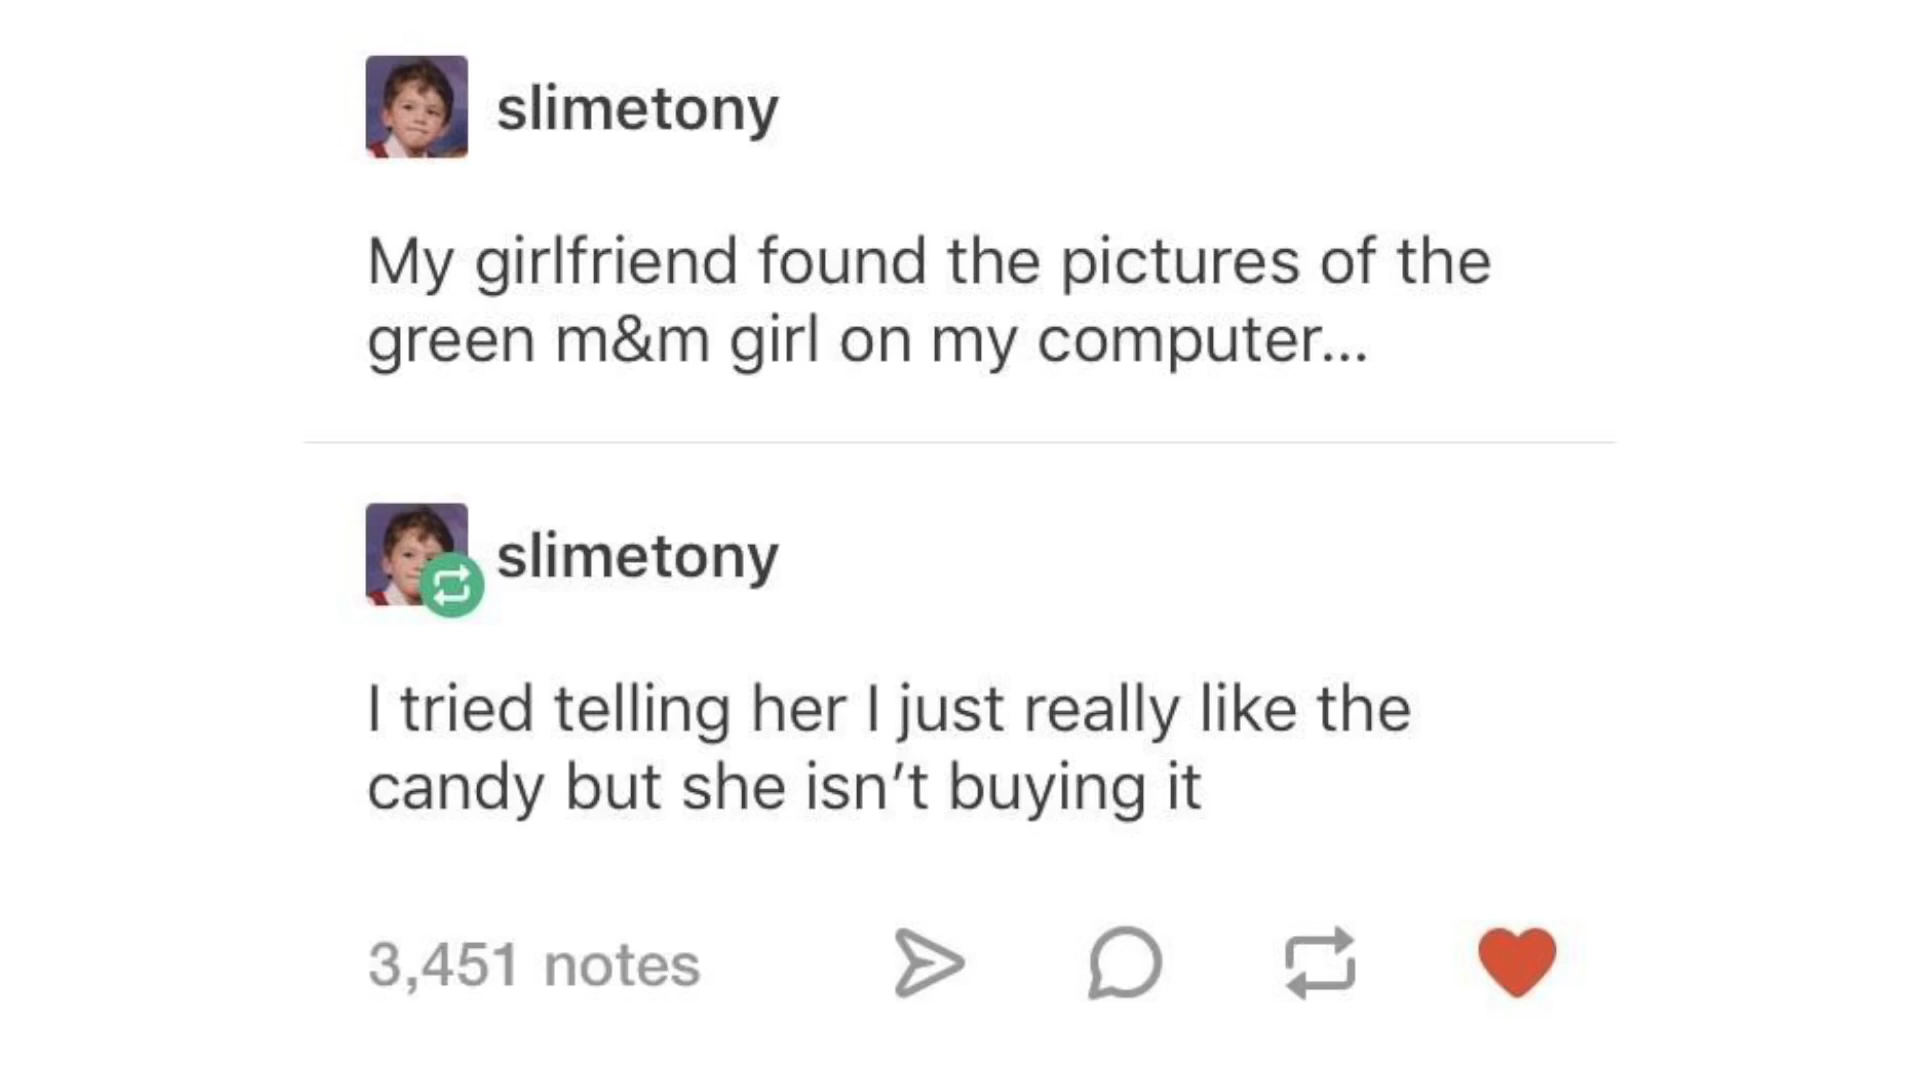 slimetony
My girlfriend found the pictures of the
green m&m girl on my computer...
slimetony
I tried telling her I just really like the
candy but she isn’t buying it
3,451 notes